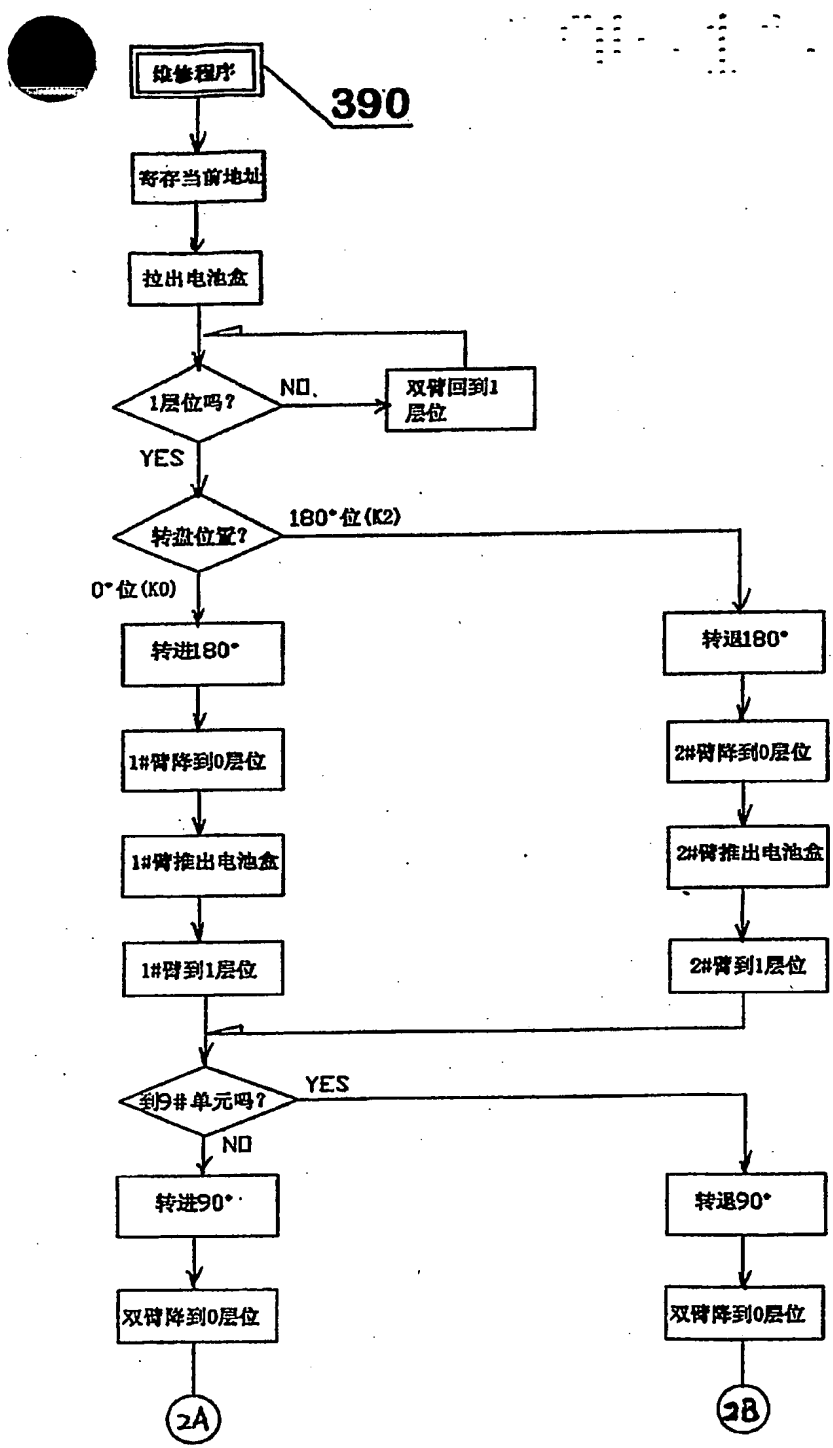 维修程序
390
寄存当前地址
拉出电池盒
1层位吗?
NO.
双臂回到1
层位
YES
转盘位置?
180°位(K2)
0°位(K0)
转进180°
转退180°
1#臂降到0层位
2#臂降到0层位
1#臂推出电池盒
2#臂推出电池盒
1#臂到1层位
2#臂到1层位
到9#单元吗?
YES
NO
转进90°
转退90°
双臂降到0层位
双臂降到0层位
2A
2B